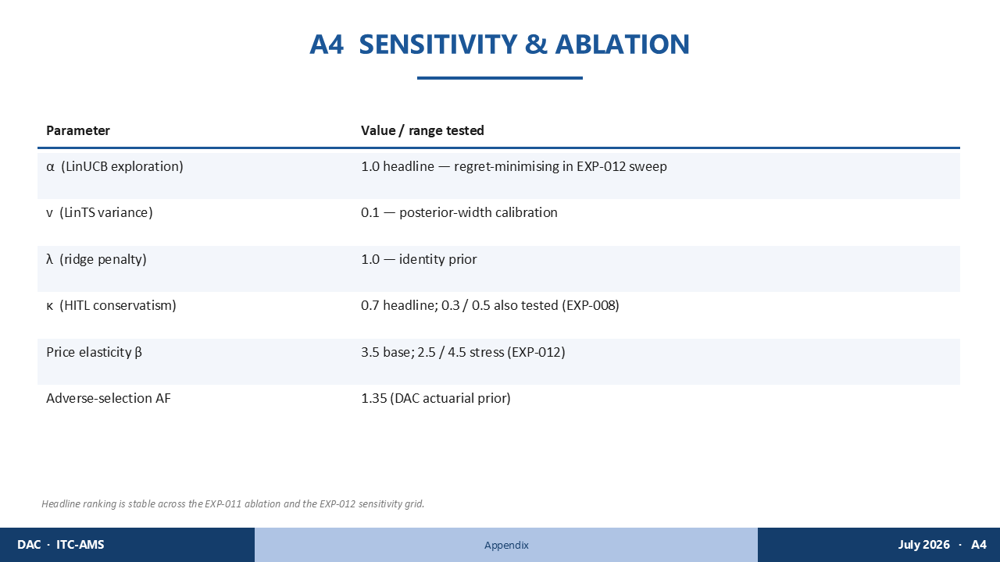 A4 SENSITIVITY & ABLATION
Parameter Value / range tested
α (LinUCB exploration) 1.0 headline — regret-minimising in EXP-012 sweep
ν (LinTS variance) 0.1 — posterior-width calibration
λ (ridge penalty) 1.0 — identity prior
κ (HITL conservatism) 0.7 headline; 0.3 / 0.5 also tested (EXP-008)
Price elasticity β 3.5 base; 2.5 / 4.5 stress (EXP-012)
Adverse-selection AF 1.35 (DAC actuarial prior)
Headline ranking is stable across the EXP-011 ablation and the EXP-012 sensitivity grid.
DAC · ITC-AMS Appendix July 2026 · A4